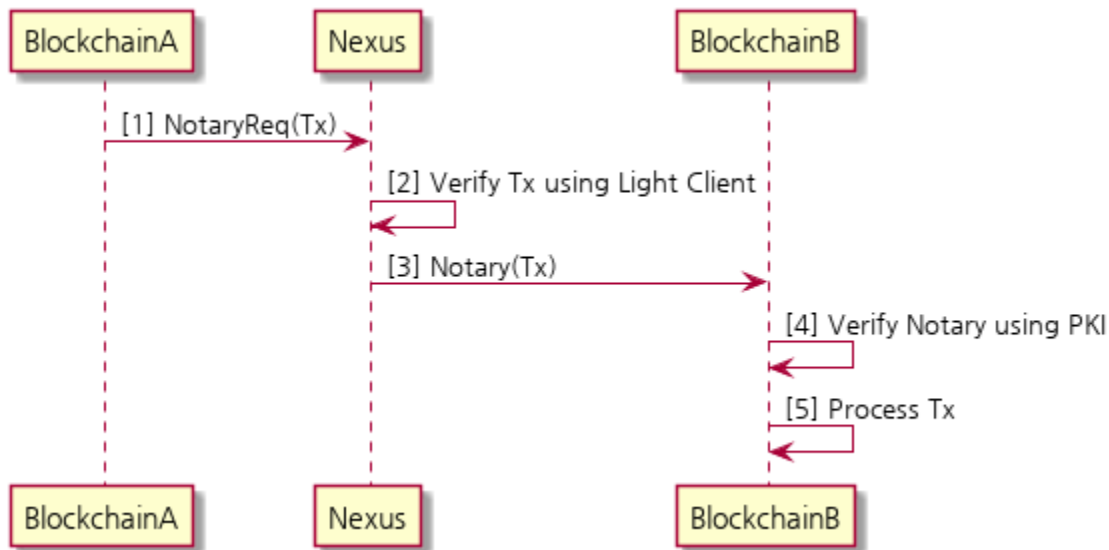 BlockchainA
Nexus
BlockchainB
[1] NotaryReq(Tx)
[2] Verify Tx using Light Client
[3] Notary(Tx)
[4] Verify Notary using PKI
[5] Process Tx
BlockchainA
Nexus
BlockchainB